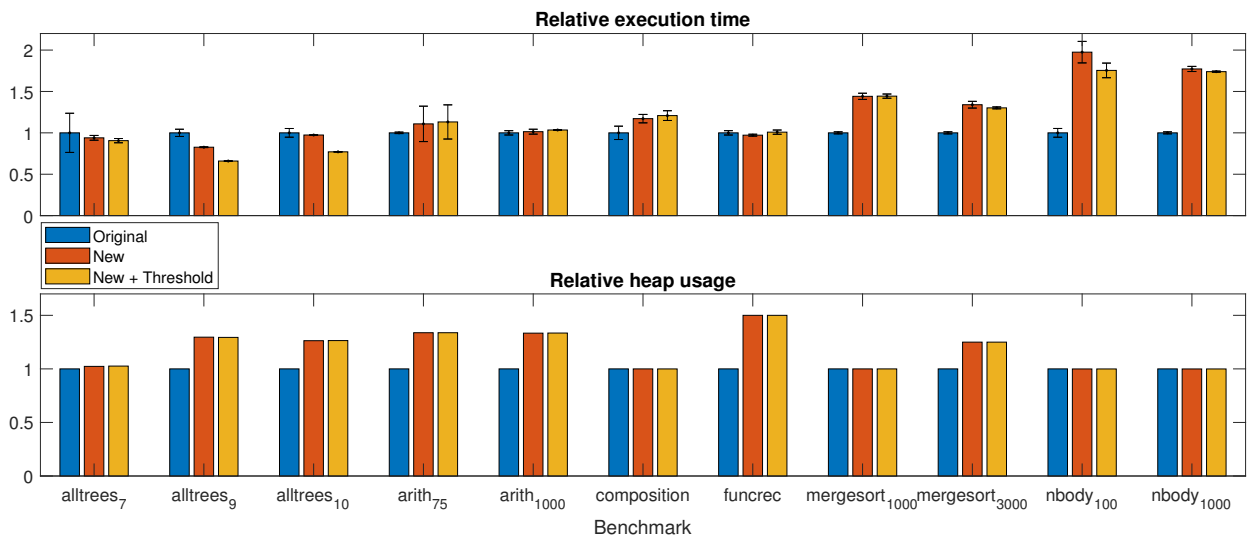 Relative execution time
2
1.5
1
0.5
0
Original
New
New + Threshold
Relative heap usage
1.5
1
0.5
0
alltrees7 alltrees9 alltrees10 arith75 arith1000 composition funcrec mergesort1000 mergesort3000 nbody100 nbody1000
Benchmark